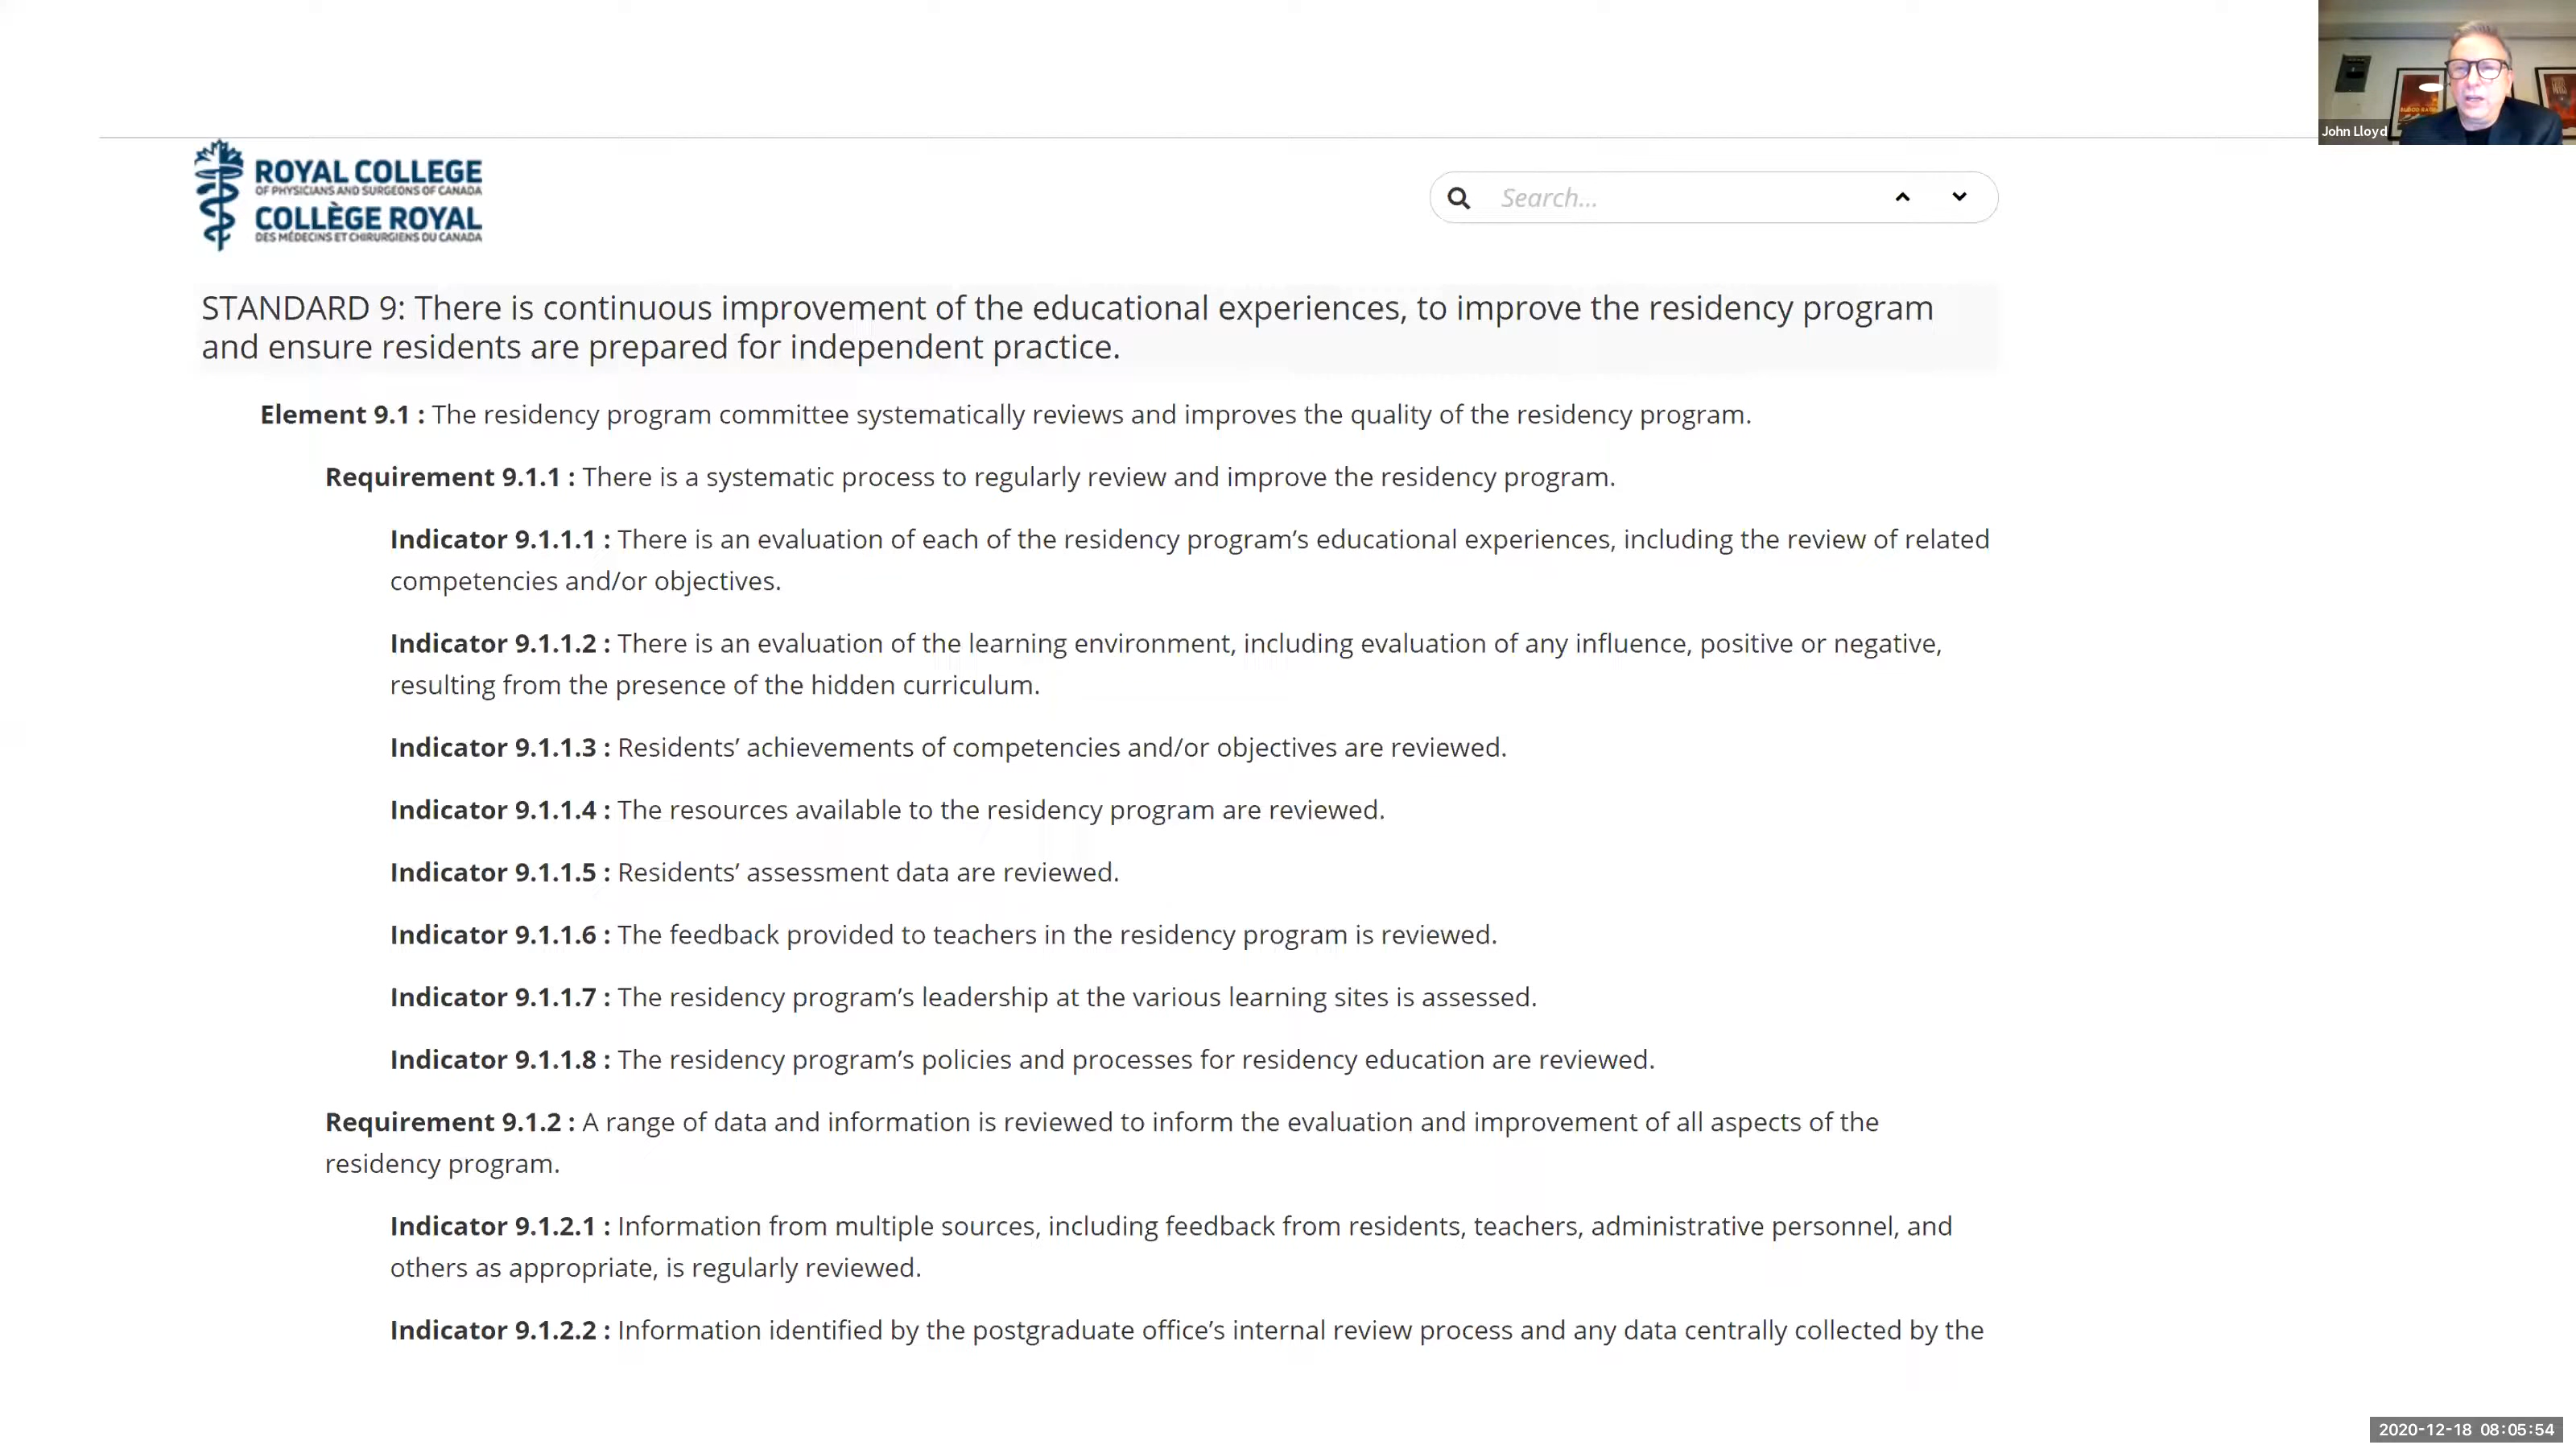 John Lloyd
ROYAL COLLEGE
OF PHYSICIANS AND SURGEONS OF CANADA
COLLÈGE ROYAL
DES MÉDECINS ET CHIRURGIENS DU CANADA
Search...
STANDARD 9: There is continuous improvement of the educational experiences, to improve the residency program
and ensure residents are prepared for independent practice.
Element 9.1 : The residency program committee systematically reviews and improves the quality of the residency program.
Requirement 9.1.1 : There is a systematic process to regularly review and improve the residency program.
Indicator 9.1.1.1 : There is an evaluation of each of the residency program’s educational experiences, including the review of related
competencies and/or objectives.
Indicator 9.1.1.2 : There is an evaluation of the learning environment, including evaluation of any influence, positive or negative,
resulting from the presence of the hidden curriculum.
Indicator 9.1.1.3 : Residents’ achievements of competencies and/or objectives are reviewed.
Indicator 9.1.1.4 : The resources available to the residency program are reviewed.
Indicator 9.1.1.5 : Residents’ assessment data are reviewed.
Indicator 9.1.1.6 : The feedback provided to teachers in the residency program is reviewed.
Indicator 9.1.1.7 : The residency program’s leadership at the various learning sites is assessed.
Indicator 9.1.1.8 : The residency program’s policies and processes for residency education are reviewed.
Requirement 9.1.2 : A range of data and information is reviewed to inform the evaluation and improvement of all aspects of the
residency program.
Indicator 9.1.2.1 : Information from multiple sources, including feedback from residents, teachers, administrative personnel, and
others as appropriate, is regularly reviewed.
Indicator 9.1.2.2 : Information identified by the postgraduate office’s internal review process and any data centrally collected by the
2020-12-18 08:05:54